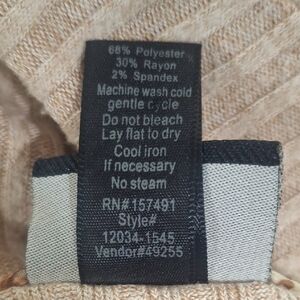 68% Polyester
30% Rayon
2% Spandex
Machine wash cold
gentle cycle
Do not bleach
Lay flat to dry
Cool iron
If necessary
No steam
RN# 157491
Style#
12034-1545
Vendor#49255